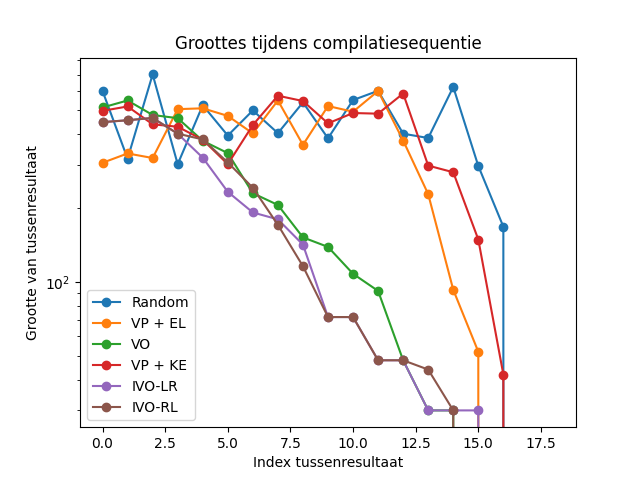 Groottes tijdens compilatiesequentie
Grootte van tussenresultaat
10²
Random
VP + EL
VO
VP + KE
IVO-LR
IVO-RL
0.0 2.5 5.0 7.5 10.0 12.5 15.0 17.5
Index tussenresultaat